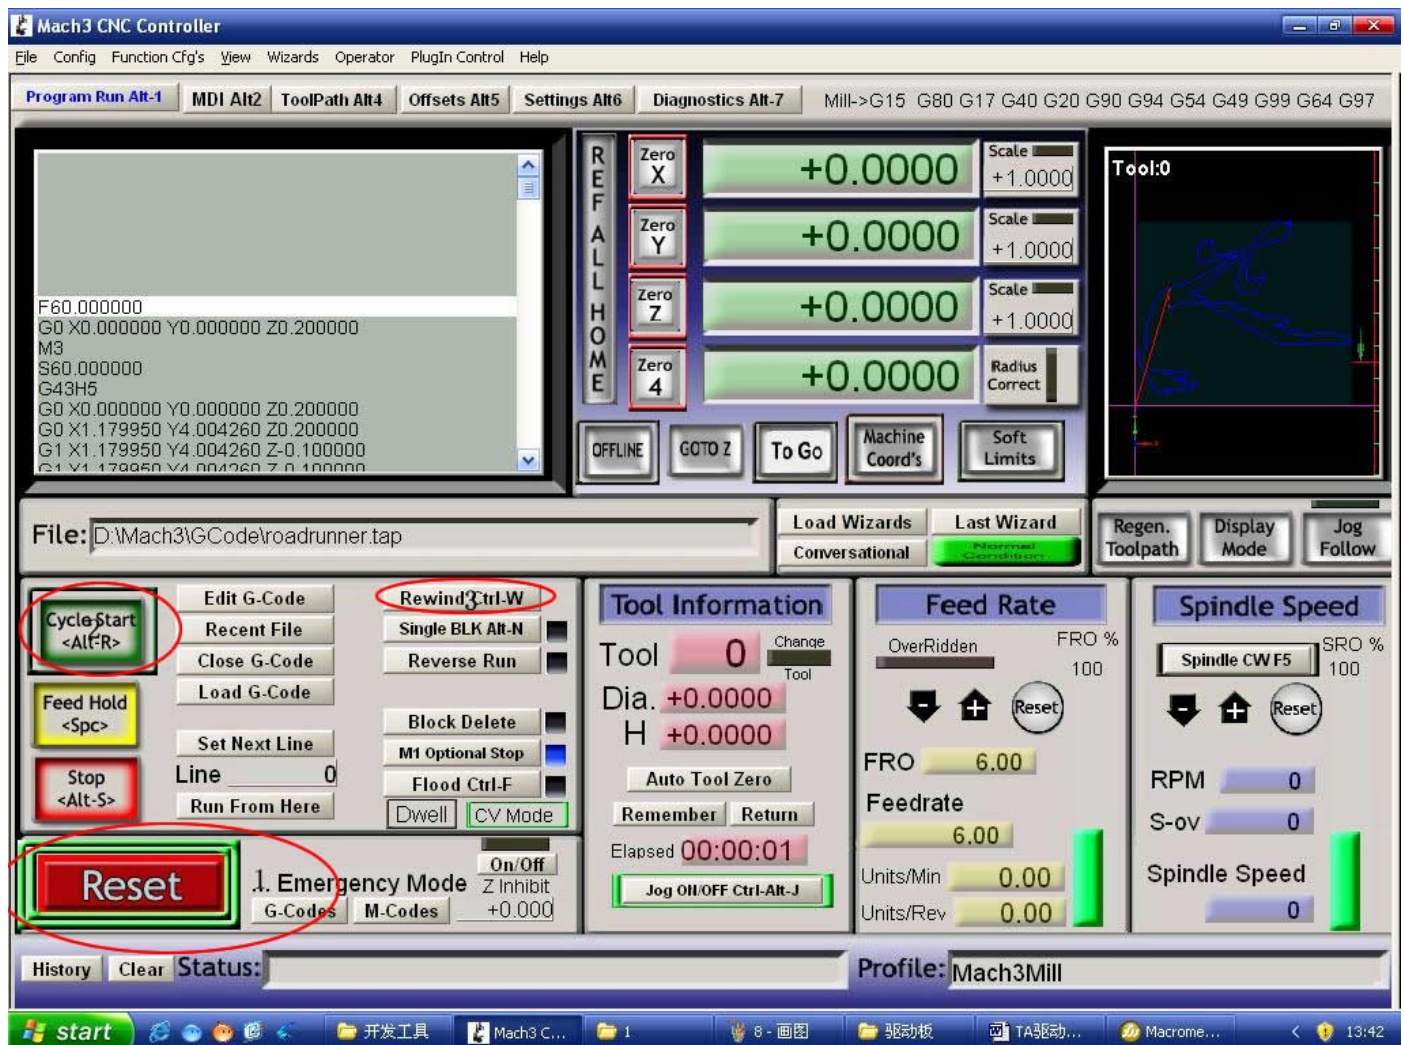 Mach3 CNC Controller
File Config Function Cfg's View Wizards Operator PlugIn Control Help
Program Run Alt-1 MDI Alt2 ToolPath Alt4 Offsets Alt5 Settings Alt6 Diagnostics Alt-7 Mill->G15 G80 G17 G40 G20 G90 G94 G54 G49 G99 G64 G97
F60.000000
G0 X0.000000 Y0.000000 Z0.200000
M3
S60.000000
G43H5
G0 X0.000000 Y0.000000 Z0.200000
G0 X1.179950 Y4.004260 Z0.200000
G1 X1.179950 Y4.004260 Z-0.100000
REF ALL HOME
Zero X +0.0000 Scale +1.0000
Zero Y +0.0000 Scale +1.0000
Zero Z +0.0000 Scale +1.0000
Zero 4 +0.0000 Radius Correct
OFFLINE GOTO Z To Go Machine Coord's Soft Limits
Tool:0
File: D:\Mach3\GCode\roadrunner.tap
Load Wizards Last Wizard
Conversational Normal Condition
Regen. Toolpath Display Mode Jog Follow
Cycle Start
<Alt-R>
2
Feed Hold
<Spc>
Stop
<Alt-S>
Edit G-Code
Recent File
Close G-Code
Load G-Code
Set Next Line
Line 0
Run From Here
Rewind Ctrl-W
3
Single BLK Alt-N
Reverse Run
Block Delete
M1 Optional Stop
Flood Ctrl-F
Dwell CV Mode
Reset
1. Emergency Mode
G-Codes M-Codes
On/Off
Z Inhibit
+0.000
Tool Information
Tool 0 Change Tool
Dia. +0.0000
H +0.0000
Auto Tool Zero
Remember Return
Elapsed 00:00:01
Jog ON/OFF Ctrl-Alt-J
Feed Rate
OverRidden FRO %
100
Reset
FRO 6.00
Feedrate
6.00
Units/Min 0.00
Units/Rev 0.00
Spindle Speed
Spindle CW F5 SRO %
100
Reset
RPM 0
S-ov 0
Spindle Speed
0
History Clear Status: Profile: Mach3Mill
start 开发工具 Mach3 C... 1 8 - 画图 驱动板 TA驱动... Macrome... 13:42